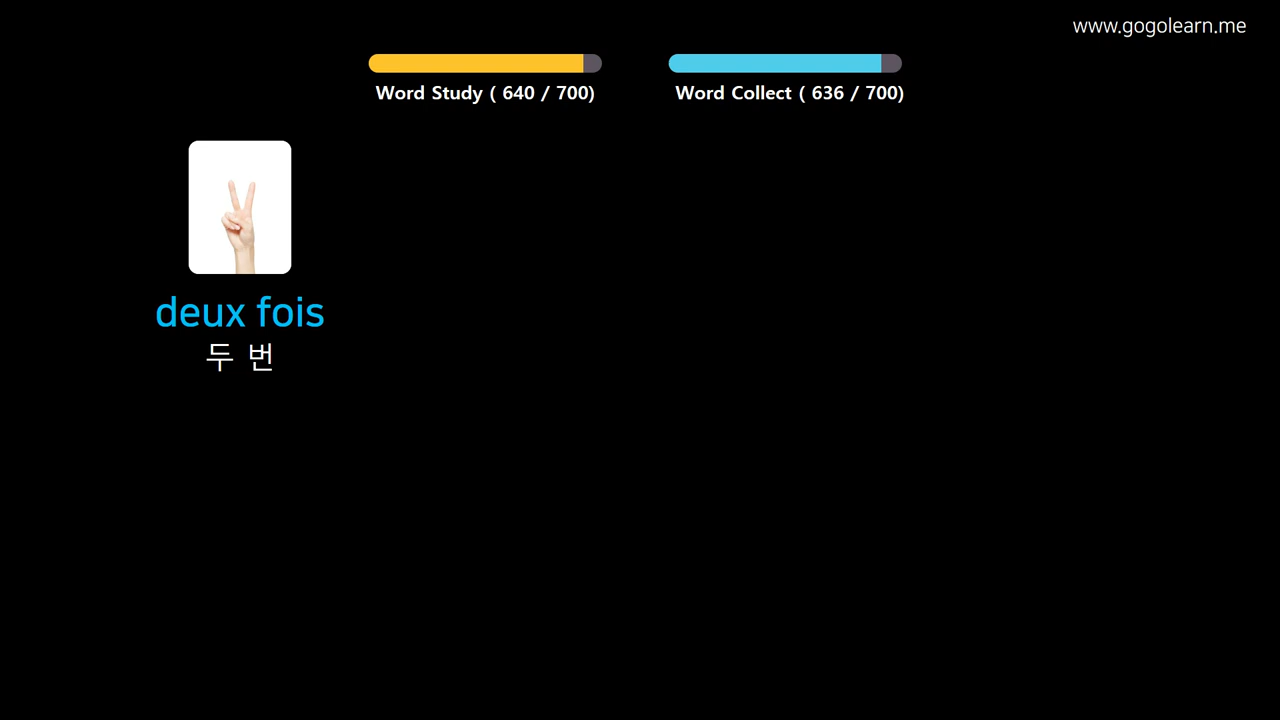 www.gogolearn.me
Word Study ( 640 / 700)
Word Collect ( 636 / 700)
deux fois
두 번